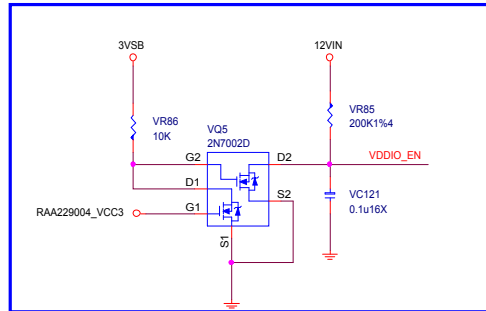 3VSB
12VIN
VR86
10K
VR85
200K1%4
VQ5
2N7002D
G2
D2
VDDIO_EN
D1
S2
RAA229004_VCC3
G1
VC121
0.1u16X
S1